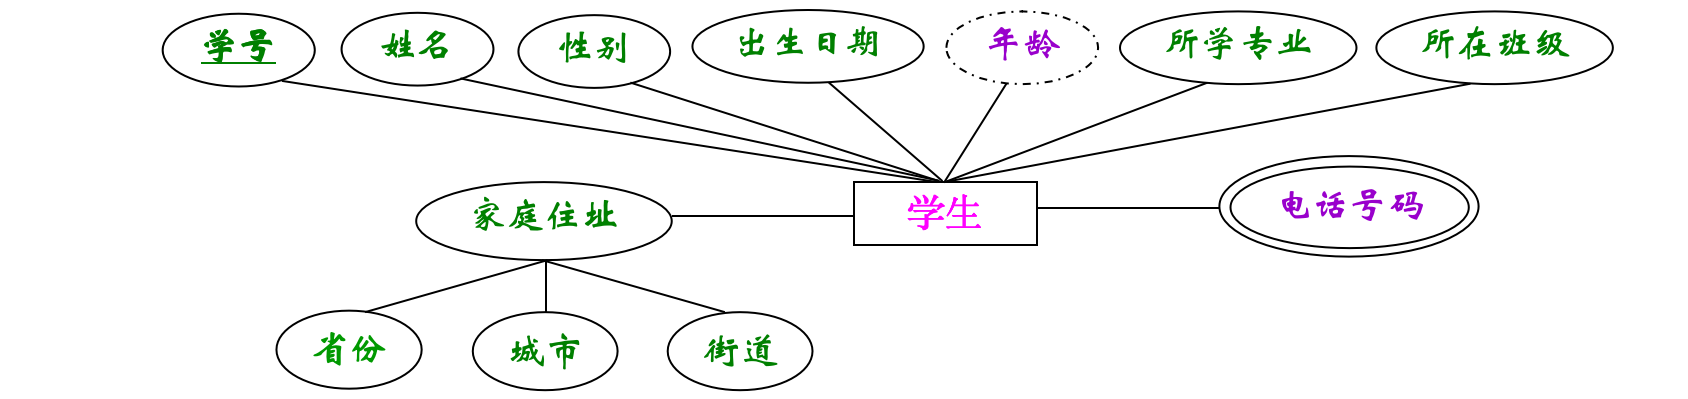 学号 姓名 性别 出生日期 年龄 所学专业 所在班级
家庭住址 学生 电话号码
省份 城市 街道